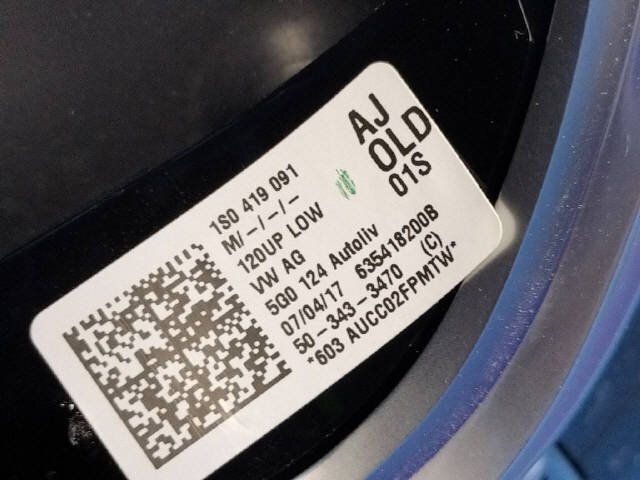 AJ
OLD
01S
1S0 419 091
M/-/-/-
120UP LOW
VW AG
5G0 124 Autoliv
07/04/17 6354182008
50-343-3470 (C)
*603 AUCC02FPMTW*